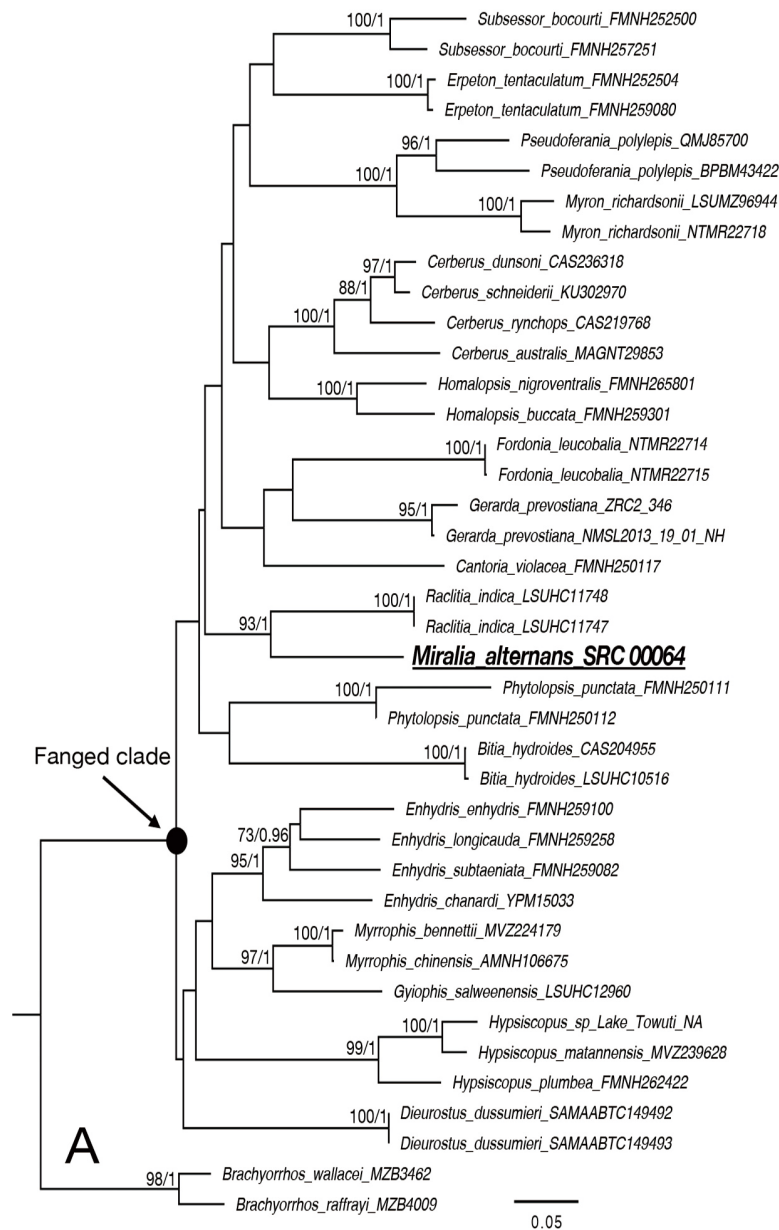 100/1
Subsessor_bocourti_FMNH252500
Subsessor_bocourti_FMNH257251
100/1
Erpeton_tentaculatum_FMNH252504
Erpeton_tentaculatum_FMNH259080
96/1
Pseudoferania_polylepis_QMJ85700
Pseudoferania_polylepis_BPBM43422
100/1
100/1
Myron_richardsonii_LSUMZ96944
Myron_richardsonii_NTMR22718
97/1
Cerberus_dunsoni_CAS236318
88/1
Cerberus_schneiderii_KU302970
100/1
Cerberus_rynchops_CAS219768
Cerberus_australis_MAGNT29853
100/1
Homalopsis_nigroventralis_FMNH265801
Homalopsis_buccata_FMNH259301
100/1
Fordonia_leucobalia_NTMR22714
Fordonia_leucobalia_NTMR22715
95/1
Gerarda_prevostiana_ZRC2_346
Gerarda_prevostiana_NMSL2013_19_01_NH
Cantoria_violacea_FMNH250117
100/1
Raclitia_indica_LSUHC11748
93/1
Raclitia_indica_LSUHC11747
Miralia_alternans_SRC 00064
100/1
Phytolopsis_punctata_FMNH250111
Phytolopsis_punctata_FMNH250112
100/1
Bitia_hydroides_CAS204955
Bitia_hydroides_LSUHC10516
Fanged clade
Enhydris_enhydris_FMNH259100
73/0.96
Enhydris_longicauda_FMNH259258
95/1
Enhydris_subtaeniata_FMNH259082
Enhydris_chanardi_YPM15033
100/1
Myrrophis_bennettii_MVZ224179
97/1
Myrrophis_chinensis_AMNH106675
Gyiophis_salweenensis_LSUHC12960
100/1
Hypsiscopus_sp_Lake_Towuti_NA
99/1
Hypsiscopus_matannensis_MVZ239628
Hypsiscopus_plumbea_FMNH262422
100/1
Dieurostus_dussumieri_SAMAABTC149492
Dieurostus_dussumieri_SAMAABTC149493
A
98/1
Brachyorrhos_wallacei_MZB3462
Brachyorrhos_raffrayi_MZB4009
0.05